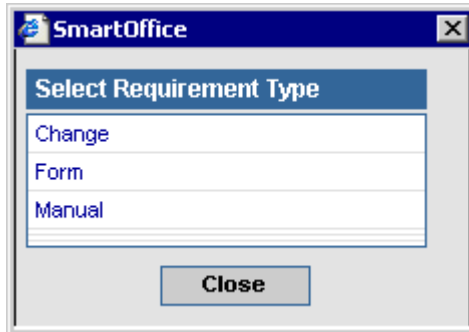 SmartOffice
Select Requirement Type
Change
Form
Manual
Close